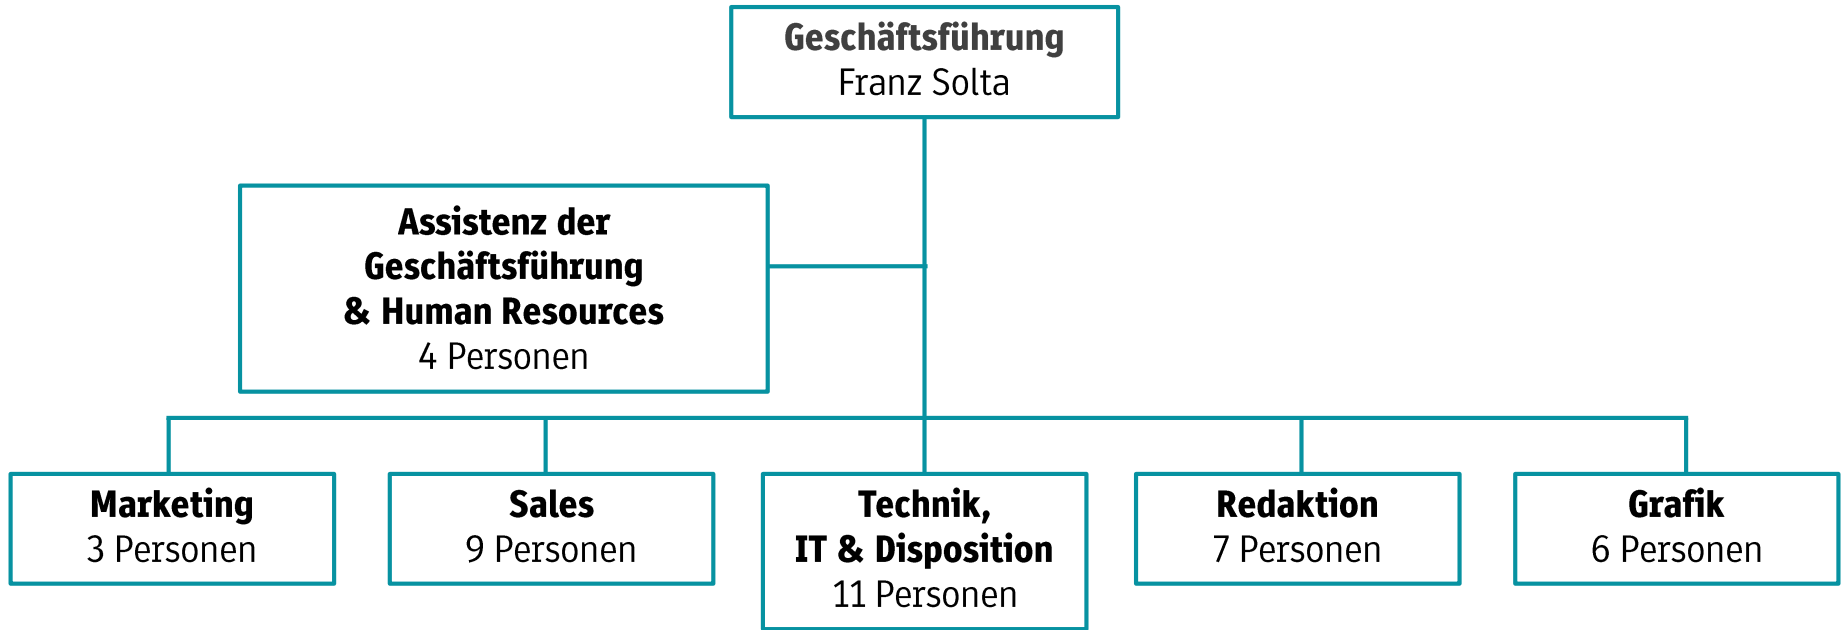 Geschäftsführung
Franz Solta
Assistenz der
Geschäftsführung
& Human Resources
4 Personen
Marketing
3 Personen
Sales
9 Personen
Technik,
IT & Disposition
11 Personen
Redaktion
7 Personen
Grafik
6 Personen